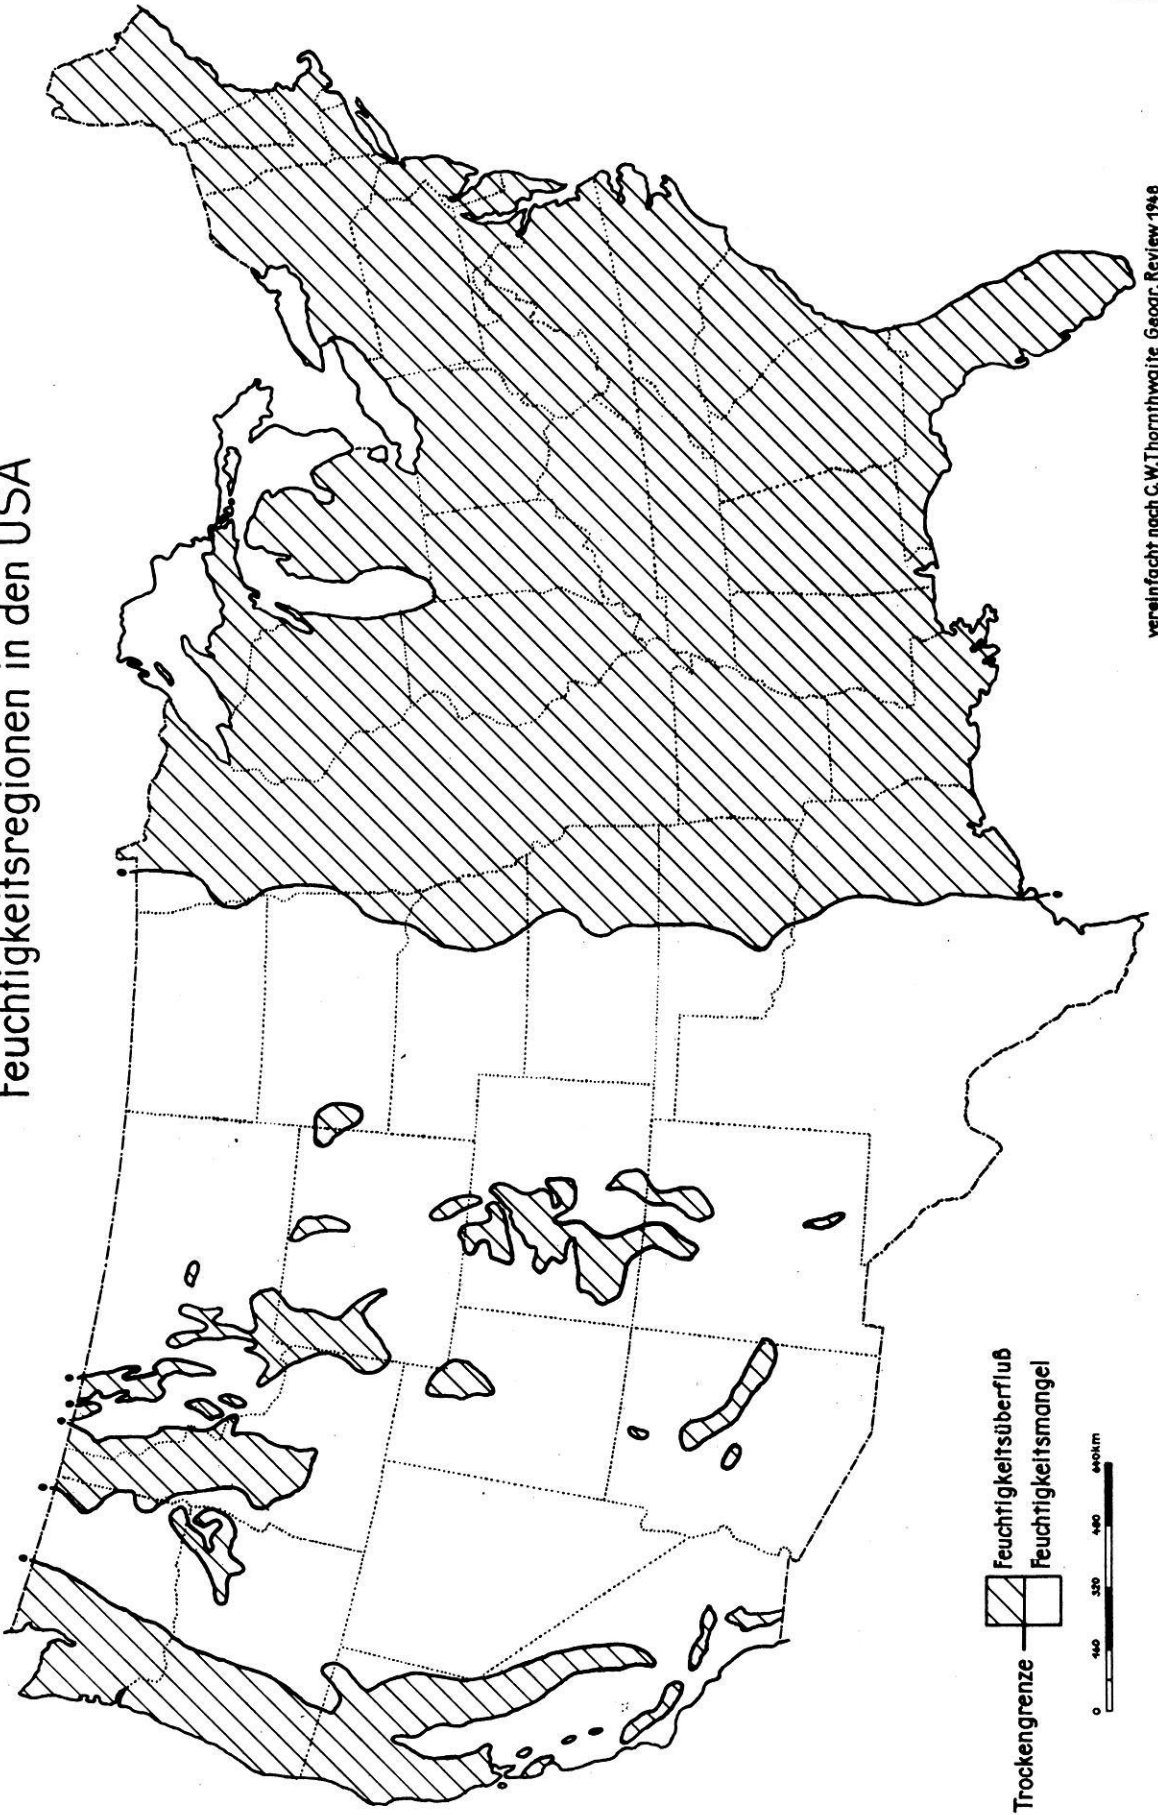 Feuchtigkeitsregionen in den USA
Trockengrenze
Feuchtigkeitsüberfluß
Feuchtigkeitsmangel
0 160 320 480 640km
vereinfacht nach C.W.Thornthwaite Geogr. Review 1948